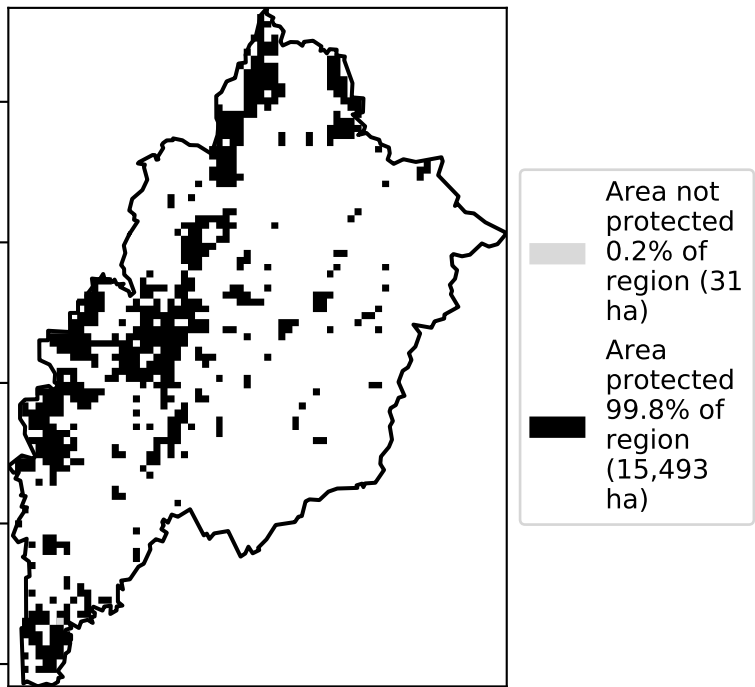 Area not
protected
0.2% of
region (31
ha)
Area
protected
99.8% of
region
(15,493
ha)